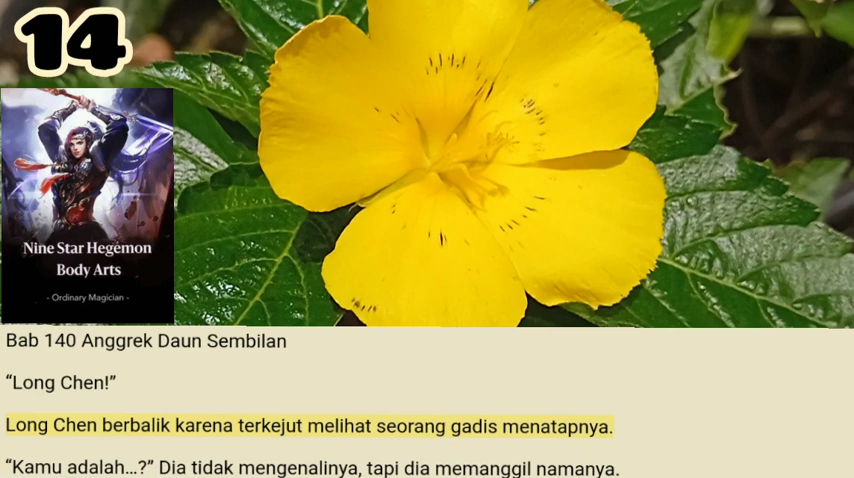 14
Nine Star Hegemon
Body Arts
- Ordinary Magician -
Bab 140 Anggrek Daun Sembilan
“Long Chen!”
Long Chen berbalik karena terkejut melihat seorang gadis menatapnya.
“Kamu adalah...?” Dia tidak mengenalinya, tapi dia memanggil namanya.